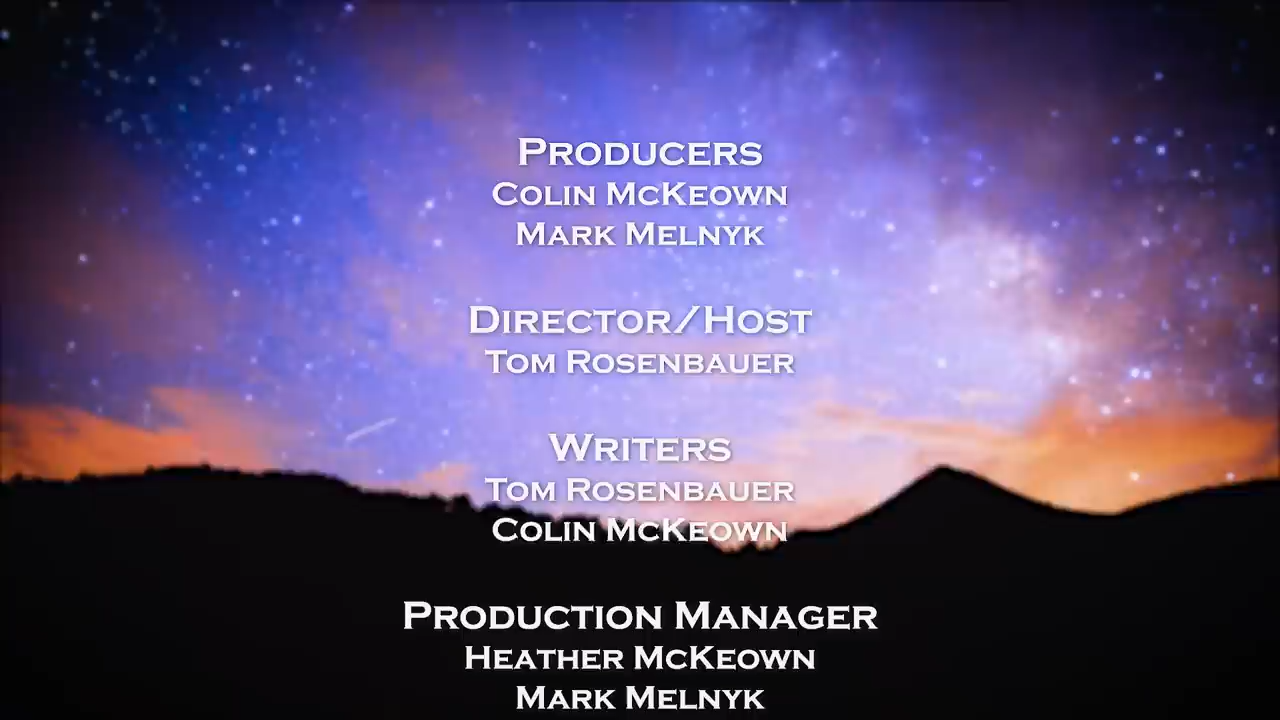 Producers
Colin McKeown
Mark Melnyk
Director/Host
Tom Rosenbauer
Writers
Tom Rosenbauer
Colin McKeown
Production Manager
Heather McKeown
Mark Melnyk